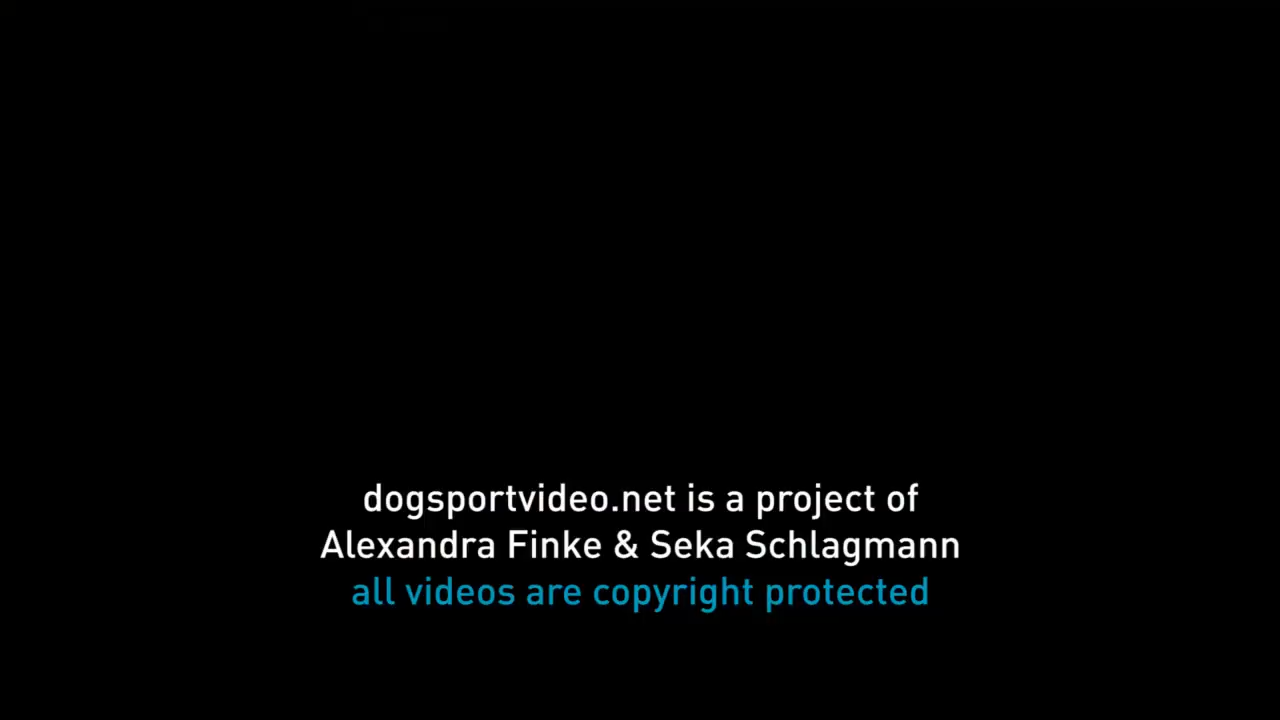 dogsportvideo.net is a project of
Alexandra Finke & Seka Schlagmann
all videos are copyright protected